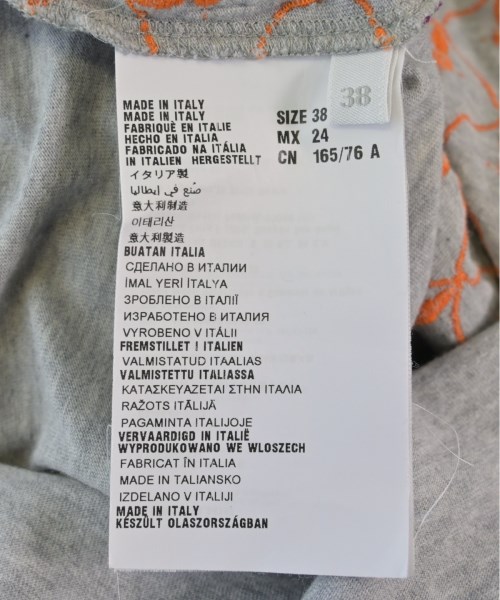 38
MADE IN ITALY
MADE IN ITALY
FABRIQUÉ EN ITALIE
HECHO EN ITALIA
FABRICADO NA ITÁLIA
IN ITALIEN HERGESTELLT
SIZE 38
MX 24
CN 165/76 A
イタリア製
صُنع في إيطاليا
意大利制造
이태리산
意大利製造
BUATAN ITALIA
СДЕЛАНО В ИТАЛИИ
İMAL YERİ İTALYA
ЗРОБЛЕНО В ІТАЛІЇ
ИЗРАБОТЕНО В ИТАЛИЯ
VYROBENO V ITÁLII
FREMSTILLET I ITALIEN
VALMISTATUD ITAALIAS
VALMISTETTU ITALIASSA
ΚΑΤΑΣΚΕΥΑΖΕΤΑΙ ΣΤΗΝ ΙΤΑΛΙΑ
RAŽOTS ITĀLIJĀ
PAGAMINTA ITALIJOJE
VERVAARDIGD IN ITALIË
WYPRODUKOWANO WE WLOSZECH
FABRICAT ÎN ITALIA
MADE IN TALIANSKO
IZDELANO V ITALIJI
MADE IN ITALY
KÉSZÜLT OLASZORSZÁGBAN